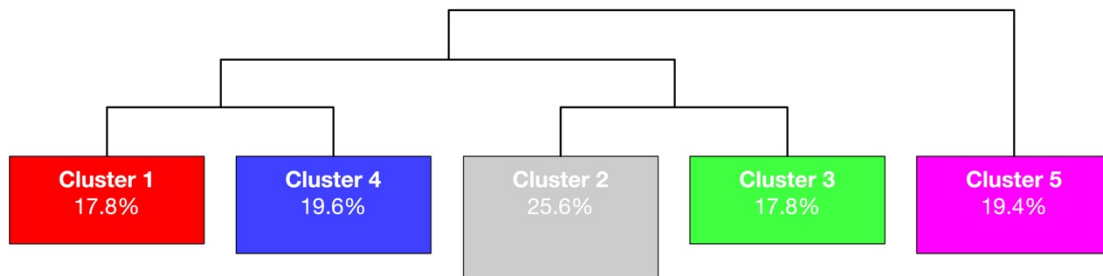 Cluster 1
17.8%
Cluster 4
19.6%
Cluster 2
25.6%
Cluster 3
17.8%
Cluster 5
19.4%